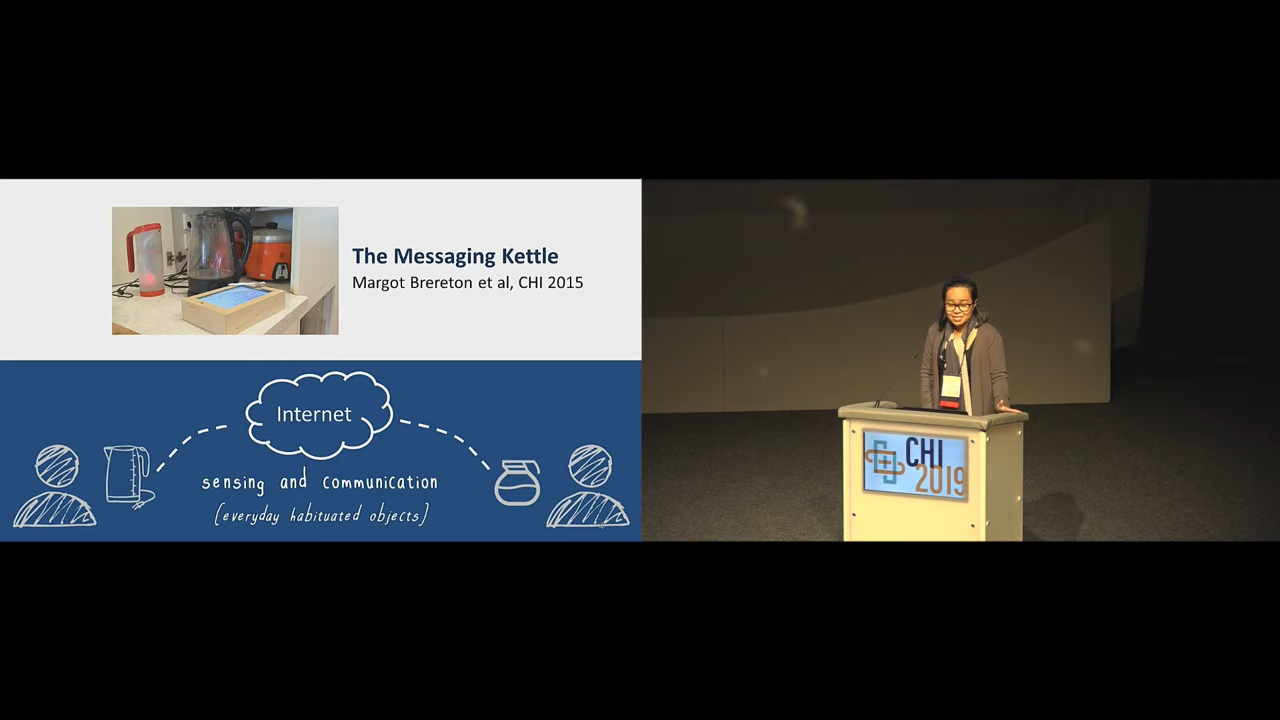 The Messaging Kettle
Margot Brereton et al, CHI 2015
Internet
sensing and communication
(everyday habituated objects)
CHI
2019